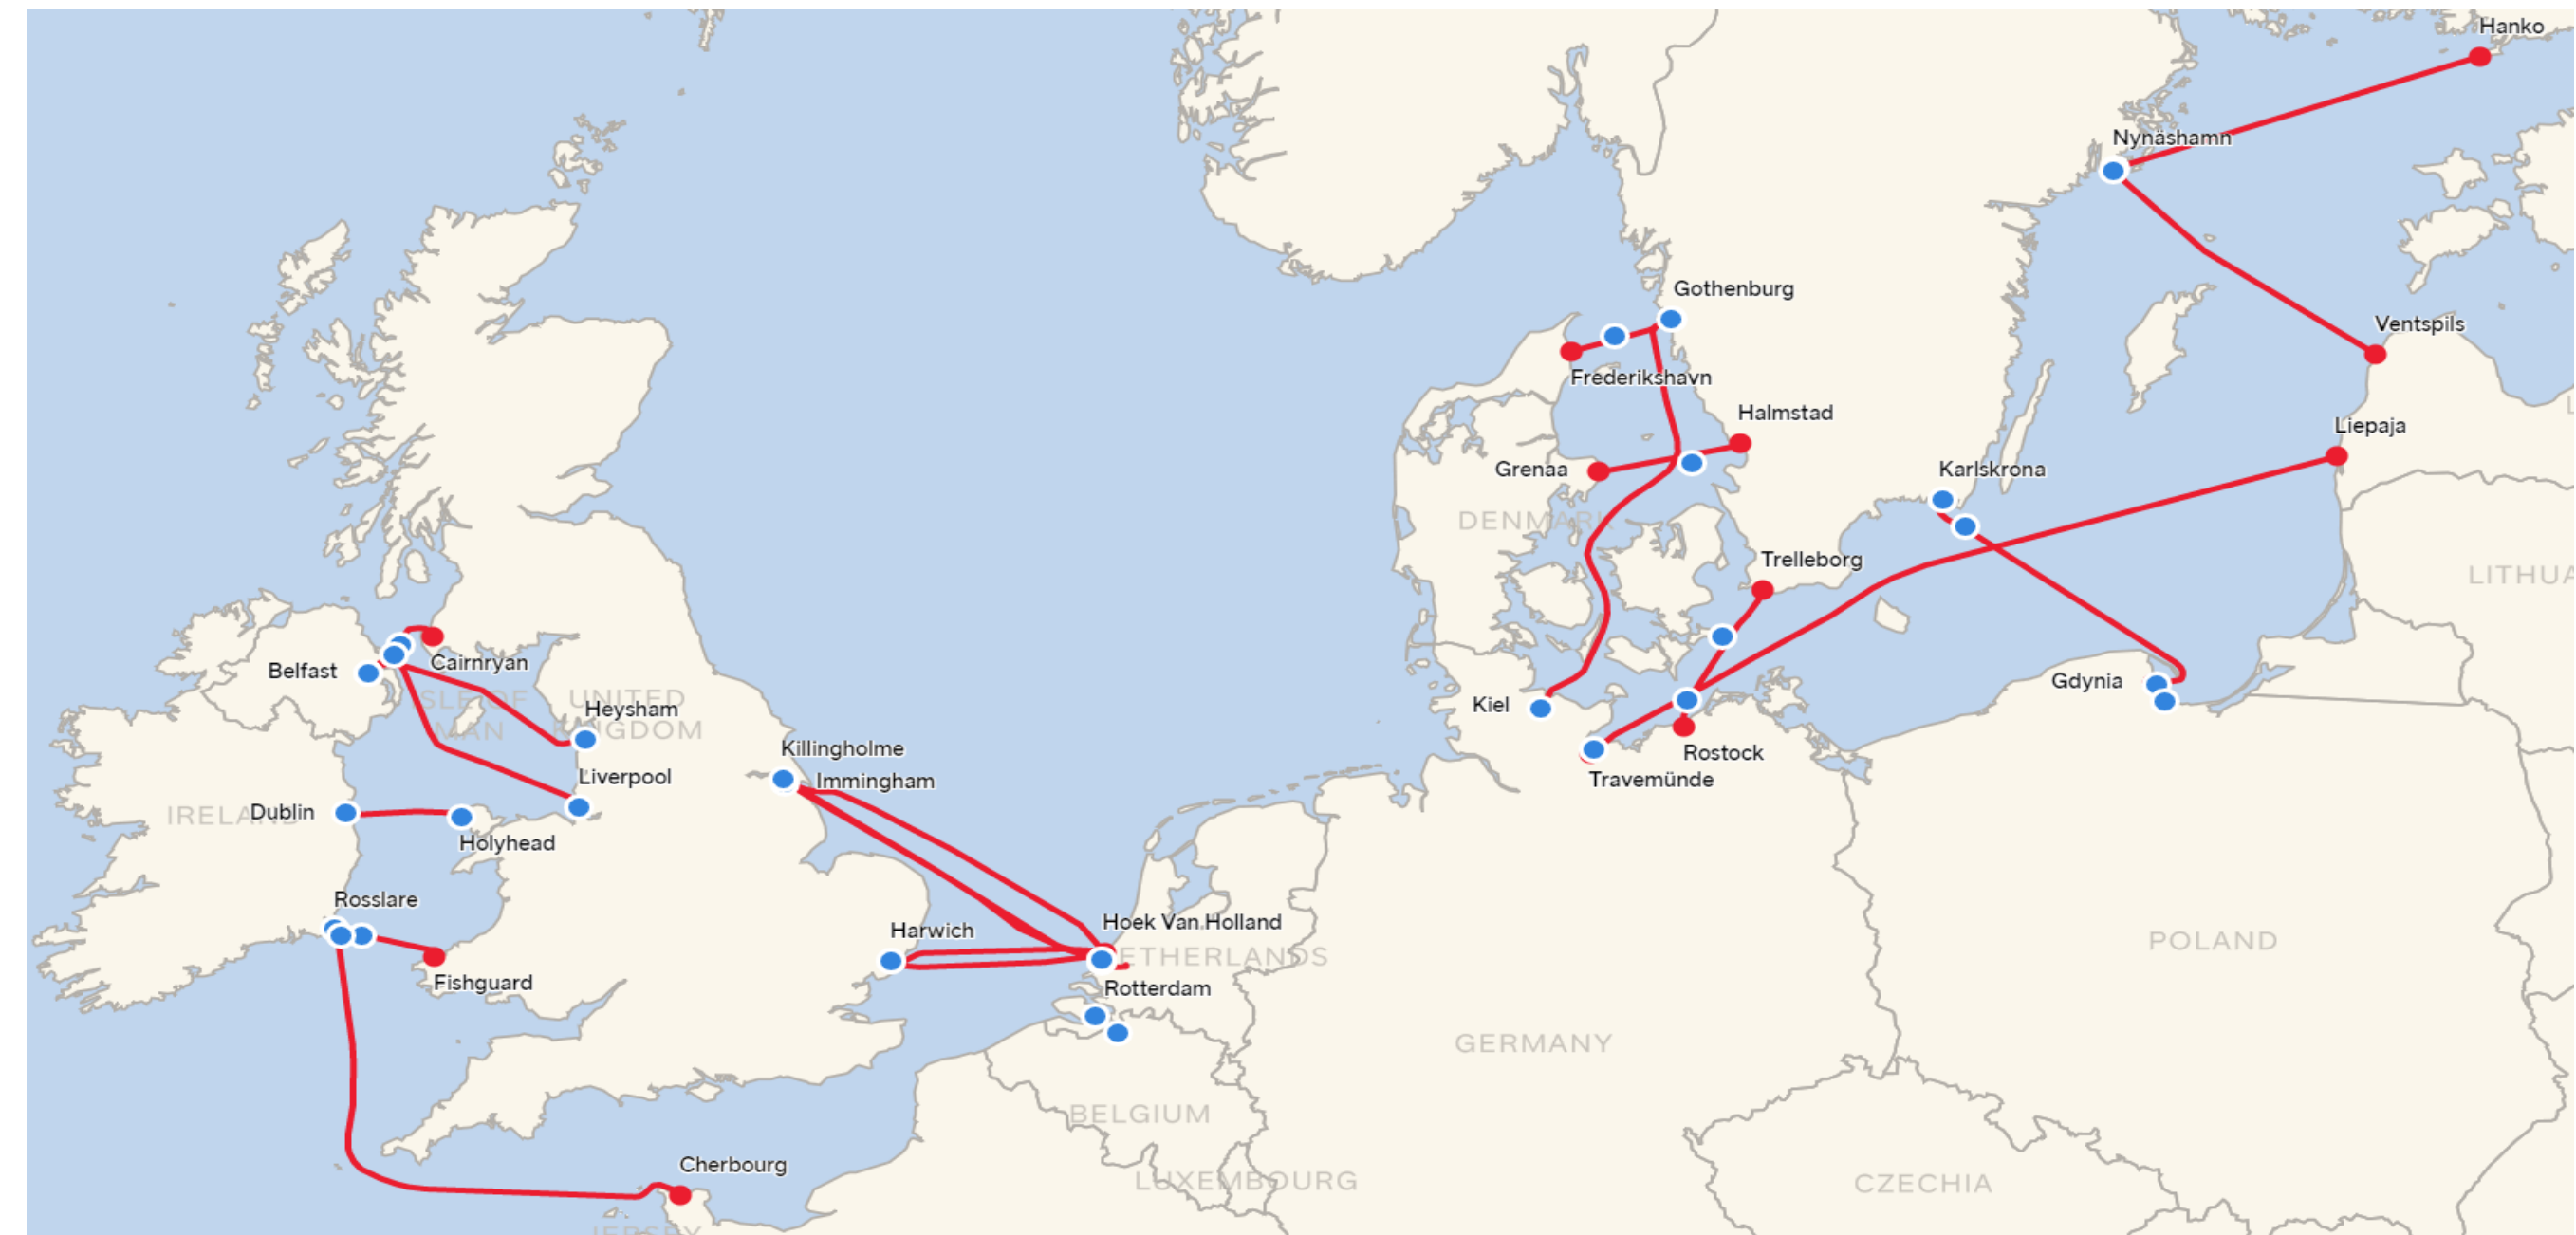 Hanko
Nynäshamn
Gothenburg
Ventspils
Frederikshavn
Halmstad
Liepaja
Grenaa
Karlskrona
DENMARK
Trelleborg
LITHUA
Cairnryan
Belfast
ISLE OF
MAN
UNITED
KINGDOM
Heysham
Kiel
Gdynia
Killingholme
Rostock
Liverpool
Immingham
Travemünde
IRELAND
Dublin
Holyhead
Rosslare
Hoek Van Holland
Harwich
POLAND
NETHERLANDS
Fishguard
Rotterdam
GERMANY
BELGIUM
Cherbourg
LUXEMBOURG
CZECHIA
JERSEY